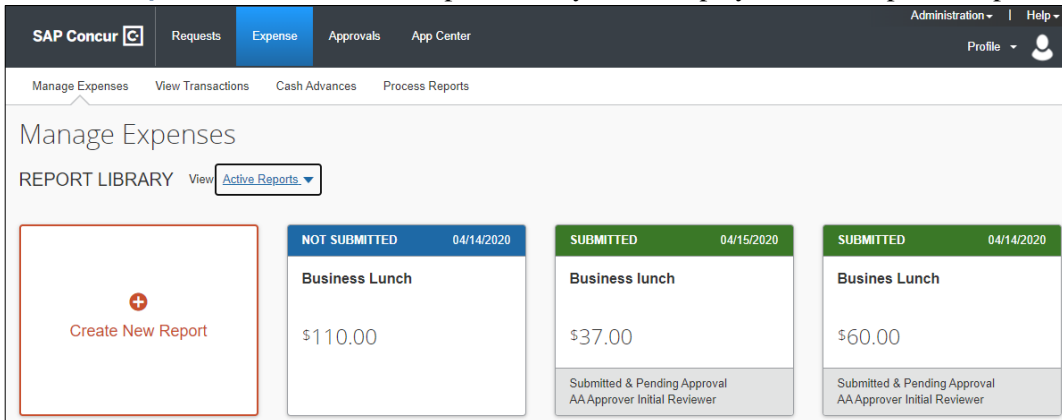 Administration | Help
SAP Concur C Requests Expense Approvals App Center
Profile
Manage Expenses View Transactions Cash Advances Process Reports
Manage Expenses
REPORT LIBRARY View Active Reports
NOT SUBMITTED 04/14/2020
Business Lunch
$110.00
SUBMITTED 04/15/2020
Business lunch
$37.00
Submitted & Pending Approval
AA Approver Initial Reviewer
SUBMITTED 04/14/2020
Busines Lunch
$60.00
Submitted & Pending Approval
AA Approver Initial Reviewer
Create New Report